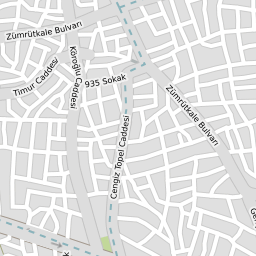 Zümrütkale Bulvarı
Köroğlu Caddesi
Timur Caddesi
935 Sokak
Zümrütkale Bulvarı
Cengiz Topel Caddesi